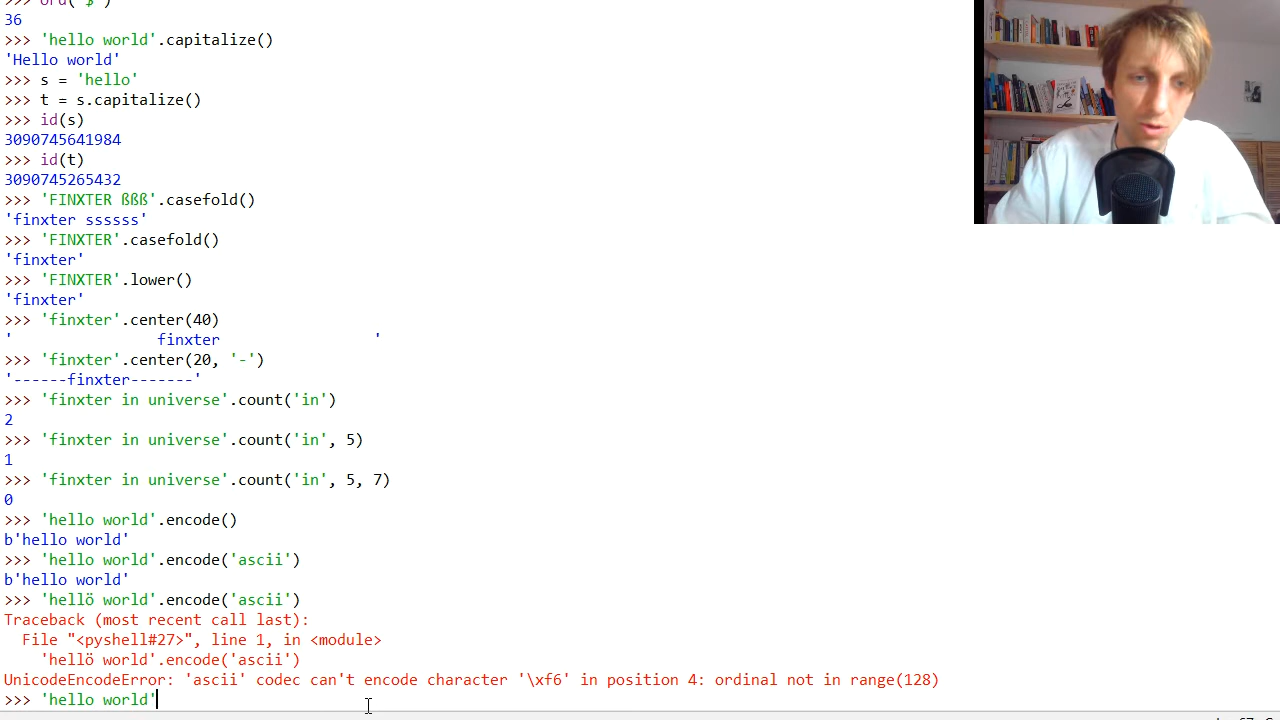 >>> ord('$')
36
>>> 'hello world'.capitalize()
'Hello world'
>>> s = 'hello'
>>> t = s.capitalize()
>>> id(s)
3090745641984
>>> id(t)
3090745265432
>>> 'FINXTER ßßß'.casefold()
'finxter ssssss'
>>> 'FINXTER'.casefold()
'finxter'
>>> 'FINXTER'.lower()
'finxter'
>>> 'finxter'.center(40)
'                finxter                 '
>>> 'finxter'.center(20, '-')
'------finxter-------'
>>> 'finxter in universe'.count('in')
2
>>> 'finxter in universe'.count('in', 5)
1
>>> 'finxter in universe'.count('in', 5, 7)
0
>>> 'hello world'.encode()
b'hello world'
>>> 'hello world'.encode('ascii')
b'hello world'
>>> 'hellö world'.encode('ascii')
Traceback (most recent call last):
  File "<pyshell#27>", line 1, in <module>
    'hellö world'.encode('ascii')
UnicodeEncodeError: 'ascii' codec can't encode character '\xf6' in position 4: ordinal not in range(128)
>>> 'hello world'